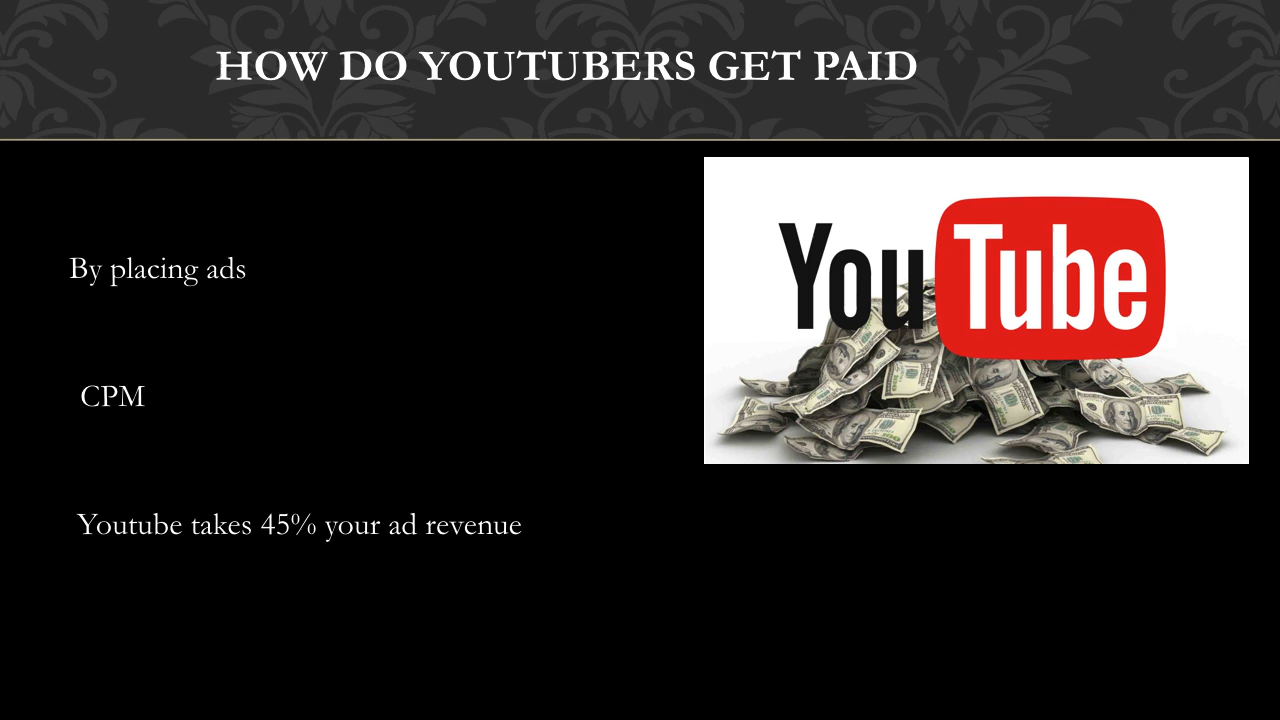 HOW DO YOUTUBERS GET PAID
By placing ads
CPM
Youtube takes 45% your ad revenue
YouTube